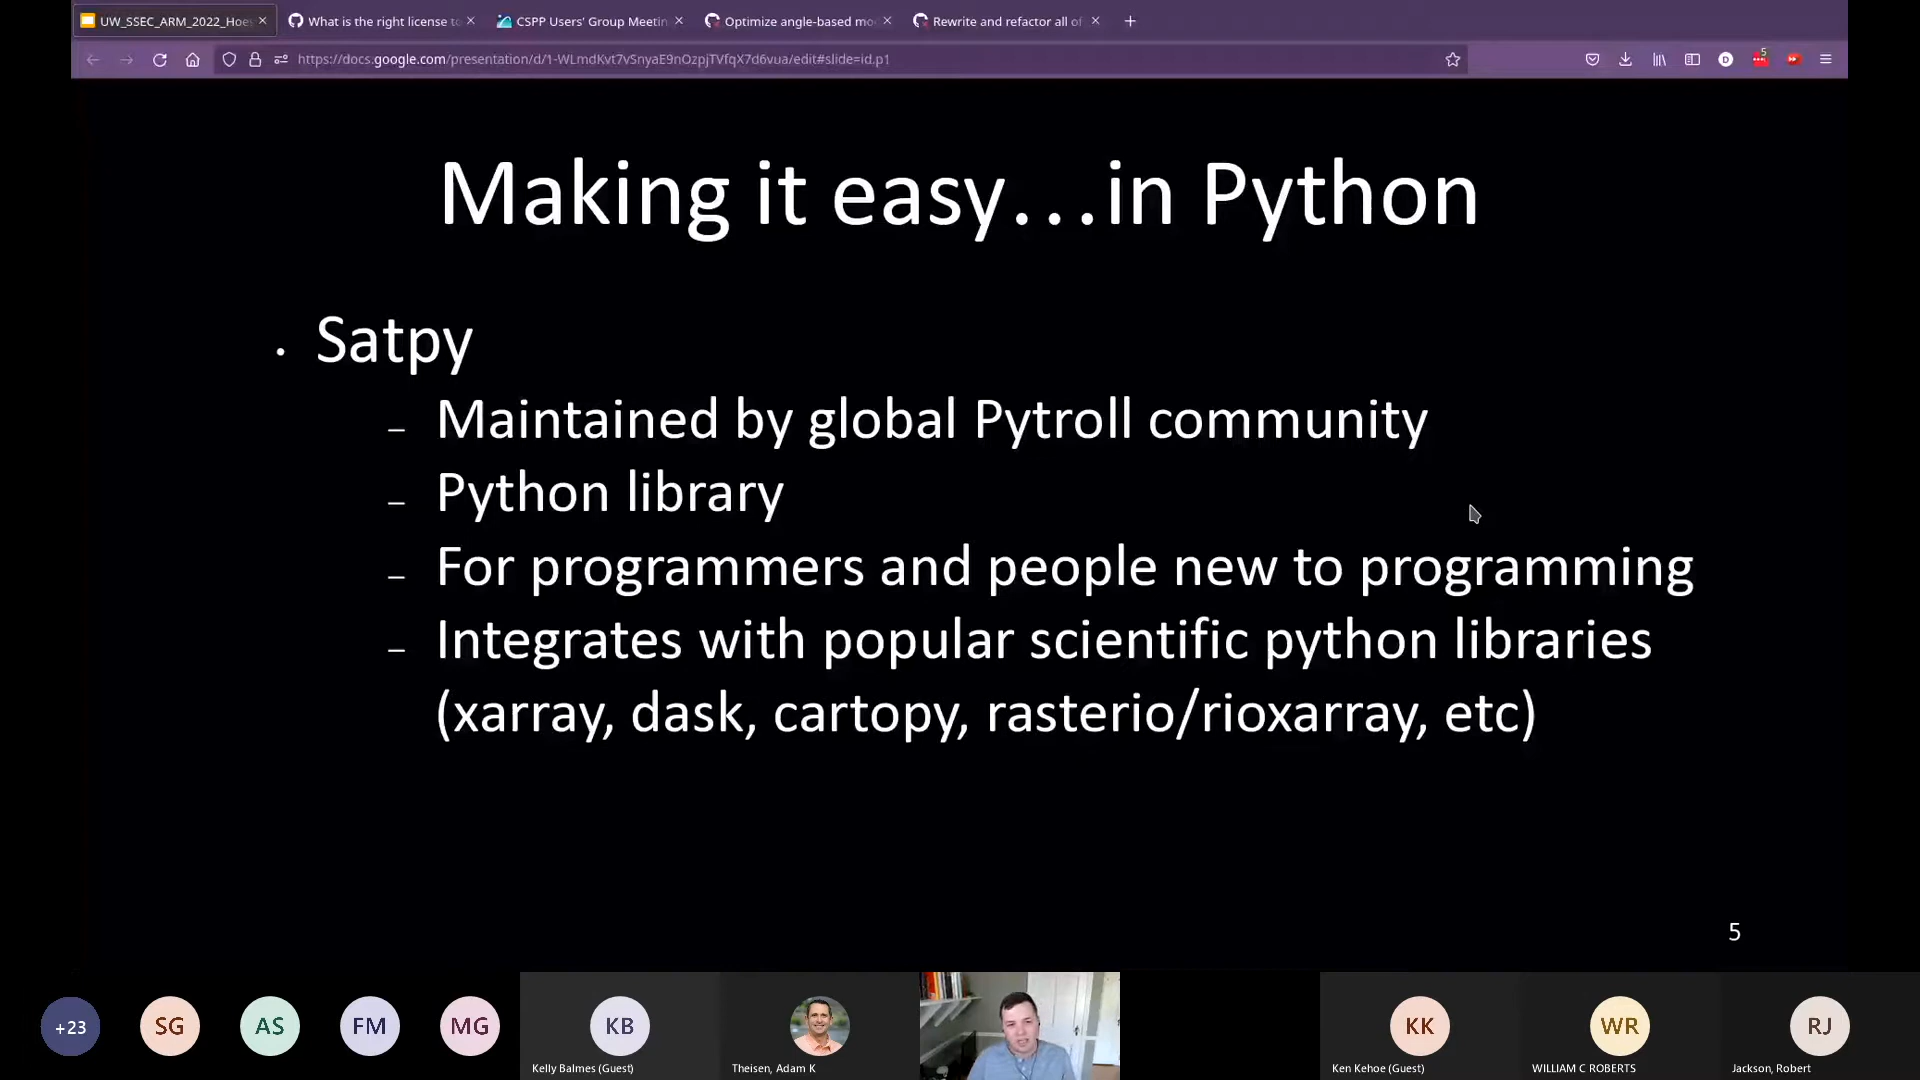 UW_SSEC_ARM_2022_Hoe
What is the right license to
CSPP Users' Group Meetin
Optimize angle-based mo
Rewrite and refactor all of
https://docs.google.com/presentation/d/1-WLmdKvt7vSnyaE9nOzpjTVfqX7d6vua/edit#slide=id.p1
D
5
Making it easy...in Python
• Satpy
– Maintained by global Pytroll community
– Python library
– For programmers and people new to programming
– Integrates with popular scientific python libraries
(xarray, dask, cartopy, rasterio/rioxarray, etc)
5
+23
SG
AS
FM
MG
KB
KK
WR
RJ
Kelly Balmes (Guest)
Theisen, Adam K
Ken Kehoe (Guest)
WILLIAM C ROBERTS
Jackson, Robert